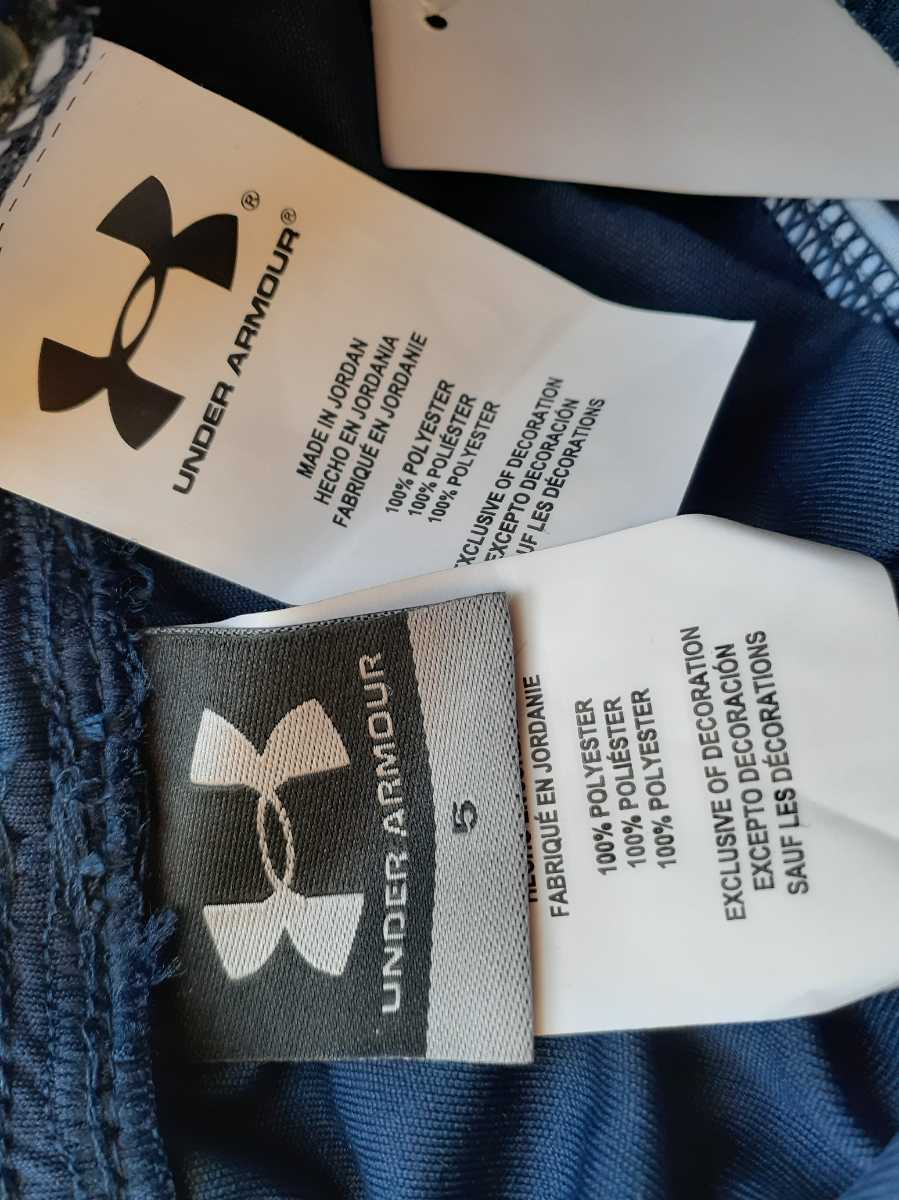 ®
UNDER ARMOUR®
MADE IN JORDAN
HECHO EN JORDANIA
FABRIQUÉ EN JORDANIE
100% POLYESTER
100% POLIÉSTER
100% POLYESTER
EXCLUSIVE OF DECORATION
EXCEPTO DECORACIÓN
SAUF LES DÉCORATIONS
UNDER ARMOUR
5
FABRIQUÉ EN JORDANIE
100% POLYESTER
100% POLIÉSTER
100% POLYESTER
EXCLUSIVE OF DECORATION
EXCEPTO DECORACIÓN
SAUF LES DÉCORATIONS